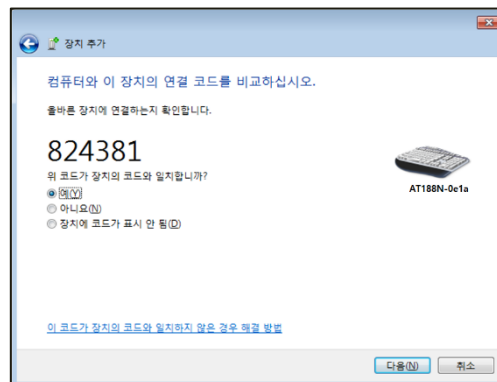 장치 추가
컴퓨터와 이 장치의 연결 코드를 비교하십시오.
올바른 장치에 연결하는지 확인합니다.
824381
위 코드가 장치의 코드와 일치합니까?
예(Y)
아니요(N)
장치에 코드가 표시 안 됨(D)
AT188N-0e1a
이 코드가 장치의 코드와 일치하지 않은 경우 해결 방법
다음(N) 취소